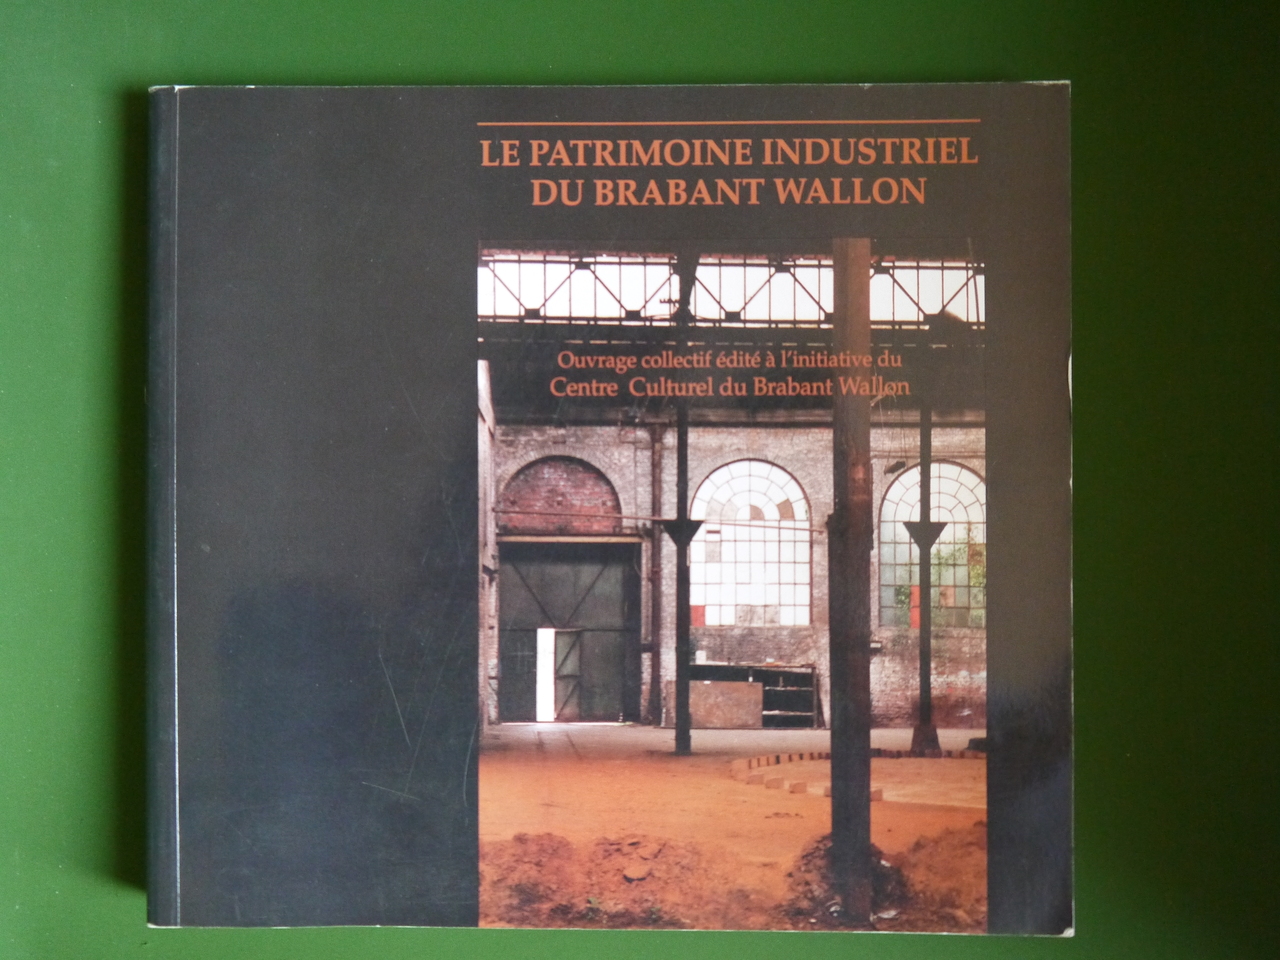 LE PATRIMOINE INDUSTRIEL
DU BRABANT WALLON
Ouvrage collectif édité à l'initiative du
Centre Culturel du Brabant Wallon